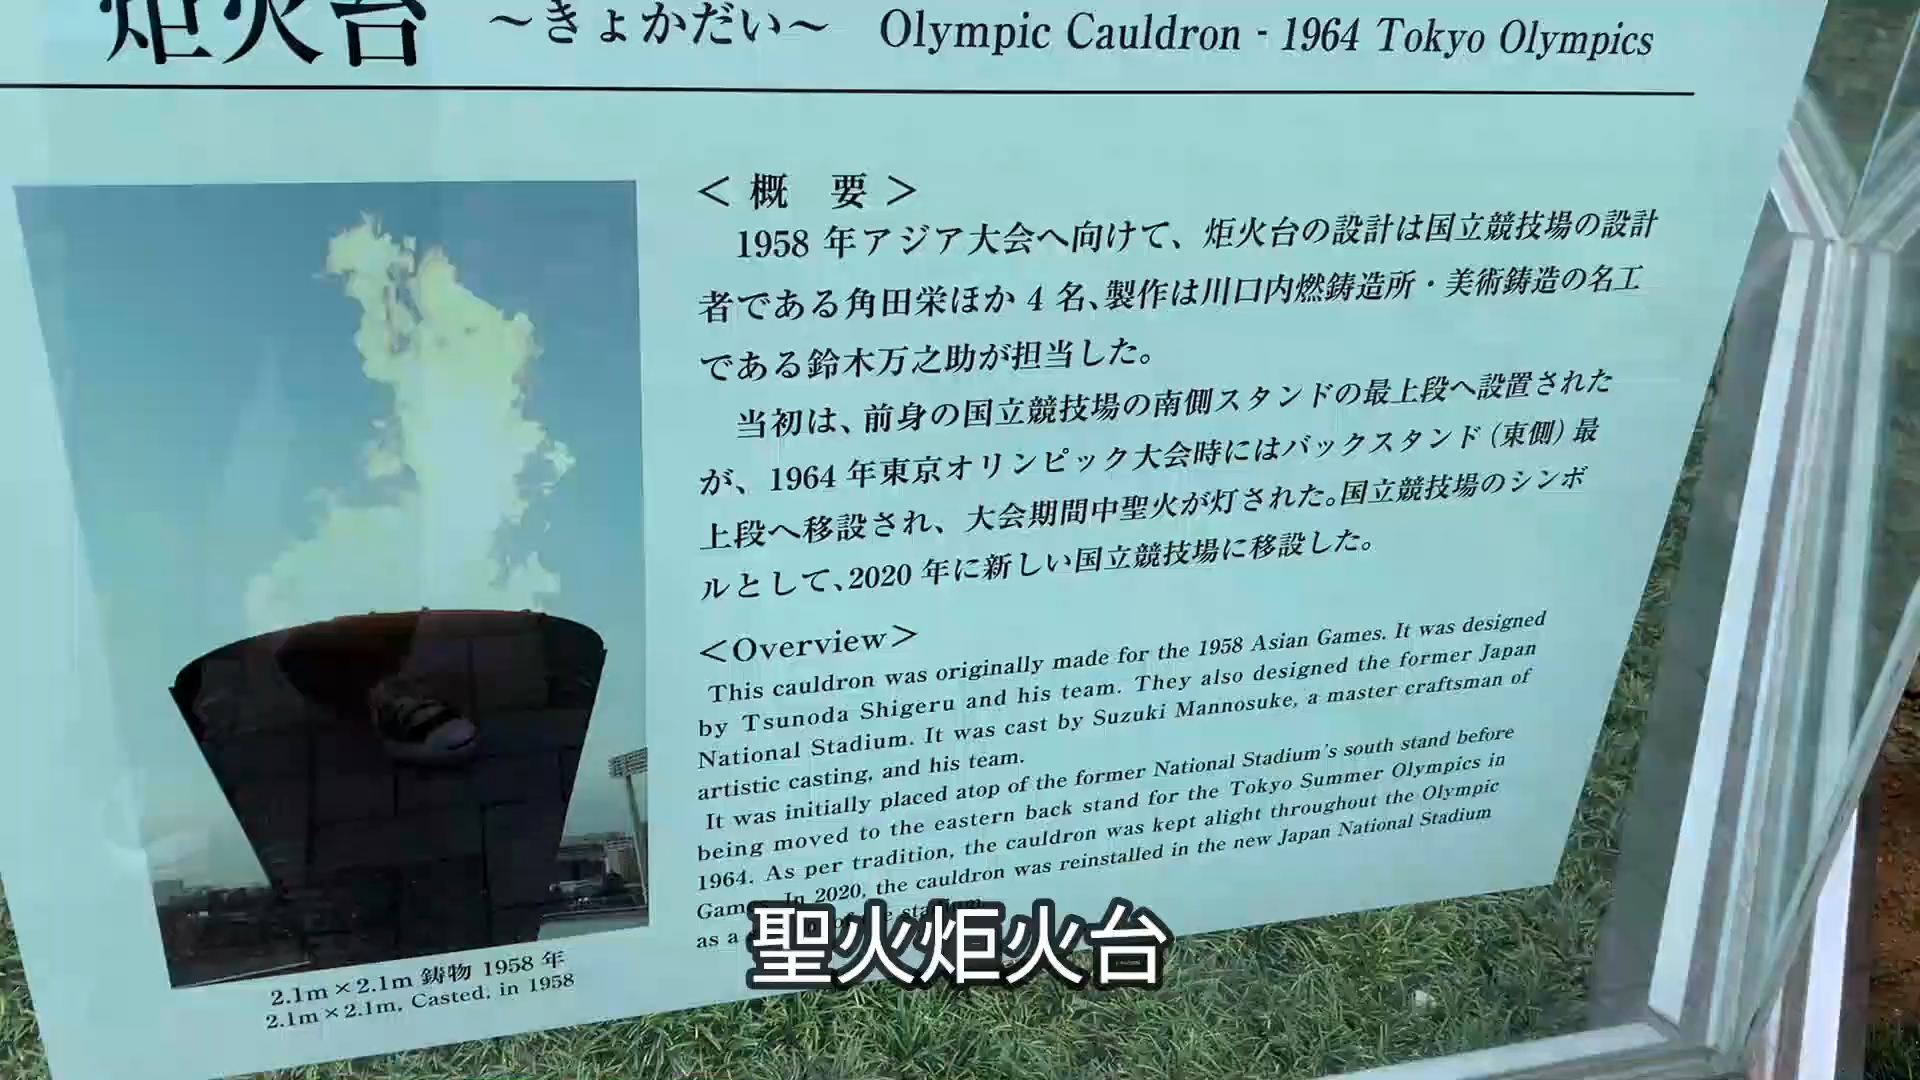 炬火台 ～きょかだい～ Olympic Cauldron - 1964 Tokyo Olympics
＜概　要＞
1958 年アジア大会へ向けて、炬火台の設計は国立競技場の設計
者である角田栄ほか 4 名、製作は川口内燃鋳造所・美術鋳造の名工
である鈴木万之助が担当した。
当初は、前身の国立競技場の南側スタンドの最上段へ設置された
が、1964 年東京オリンピック大会時にはバックスタンド（東側）最
上段へ移設され、大会期間中聖火が灯された。国立競技場のシンボ
ルとして、2020 年に新しい国立競技場に移設した。
＜Overview＞
This cauldron was originally made for the 1958 Asian Games. It was designed
by Tsunoda Shigeru and his team. They also designed the former Japan
National Stadium. It was cast by Suzuki Mannosuke, a master craftsman of
artistic casting, and his team.
It was initially placed atop of the former National Stadium's south stand before
being moved to the eastern back stand for the Tokyo Summer Olympics in
1964. As per tradition, the cauldron was kept alight throughout the Olympic
Games. In 2020, the cauldron was reinstalled in the new Japan National Stadium
as a
2.1m×2.1m 鋳物 1958 年
2.1m×2.1m, Casted, in 1958
聖火炬火台